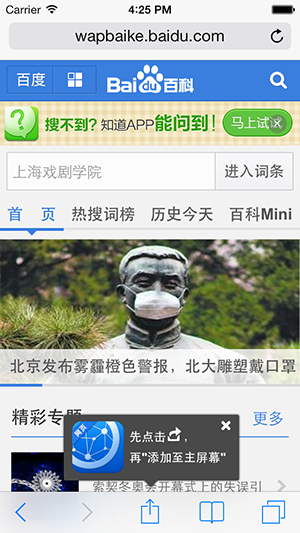 Carrier 4:25 PM
wapbaike.baidu.com
百度 Bai du 百科
搜不到？知道APP能问到！ 马上试试
上海戏剧学院 进入词条
首 页 热搜词榜 历史今天 百科Mini
北京发布雾霾橙色警报，北大雕塑戴口罩
精彩专题 更多
先点击 ，
再"添加至主屏幕"
索契冬奥会开幕式上的失误引